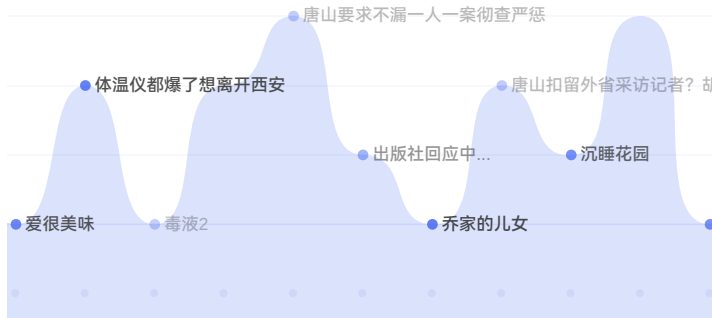 唐山要求不漏一人一案彻查严惩
体温仪都爆了想离开西安
唐山扣留外省采访记者?胡
出版社回应中...
沉睡花园
爱很美味
毒液2
乔家的儿女